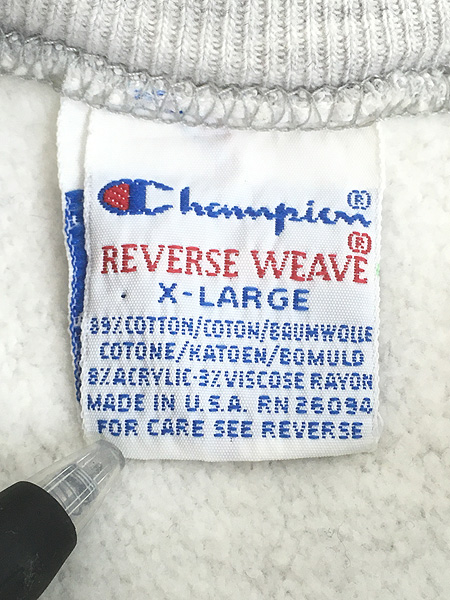 Champion®
REVERSE WEAVE®
X-LARGE
89% COTTON/COTON/BAUMWOLLE
COTONE/KATOEN/BOMULD
8% ACRYLIC-3% VISCOSE RAYON
MADE IN U.S.A. RN 26094
FOR CARE SEE REVERSE